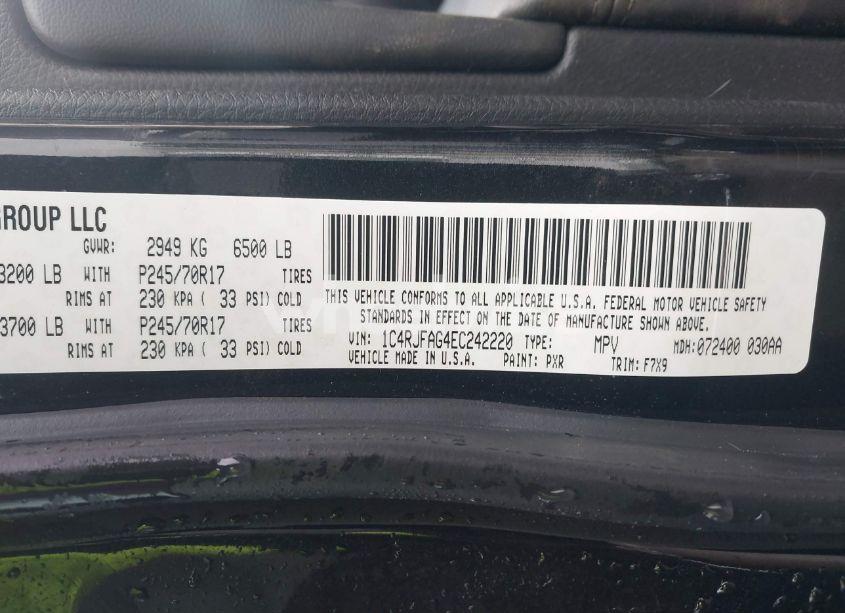 GROUP LLC
GVWR: 2949 KG 6500 LB
3200 LB WITH P245/70R17 TIRES
RIMS AT 230 KPA ( 33 PSI) COLD
3700 LB WITH P245/70R17 TIRES
RIMS AT 230 KPA ( 33 PSI) COLD
THIS VEHICLE CONFORMS TO ALL APPLICABLE U.S.A. FEDERAL MOTOR VEHICLE SAFETY
STANDARDS IN EFFECT ON THE DATE OF MANUFACTURE SHOWN ABOVE.
VIN: 1C4RJFAG4EC242220 TYPE: MPV MDH: 072400 030AA
VEHICLE MADE IN U.S.A. PAINT: PXR TRIM: F7X9